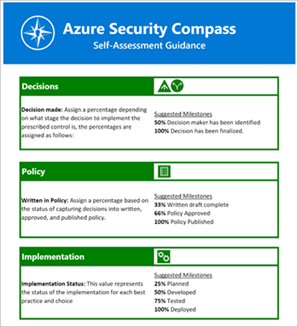 Azure Security Compass
Self-Assessment Guidance
Decisions
Decision made: Assign a percentage depending
on what stage the decision to implement the
prescribed control is, the percentages are
assigned as follows:
Suggested Milestones
50% Decision maker has been identified
100% Decision has been finalized.
Policy
Written in Policy: Assign a percentage based on
the status of capturing decisions into written,
approved, and published policy.
Suggested Milestones
33% Written draft complete
66% Policy Approved
100% Policy Published
Implementation
Implementation Status: This value represents
the status of the implementation for each best
practice and choice
Suggested Milestones
25% Planned
50% Developed
75% Tested
100% Deployed